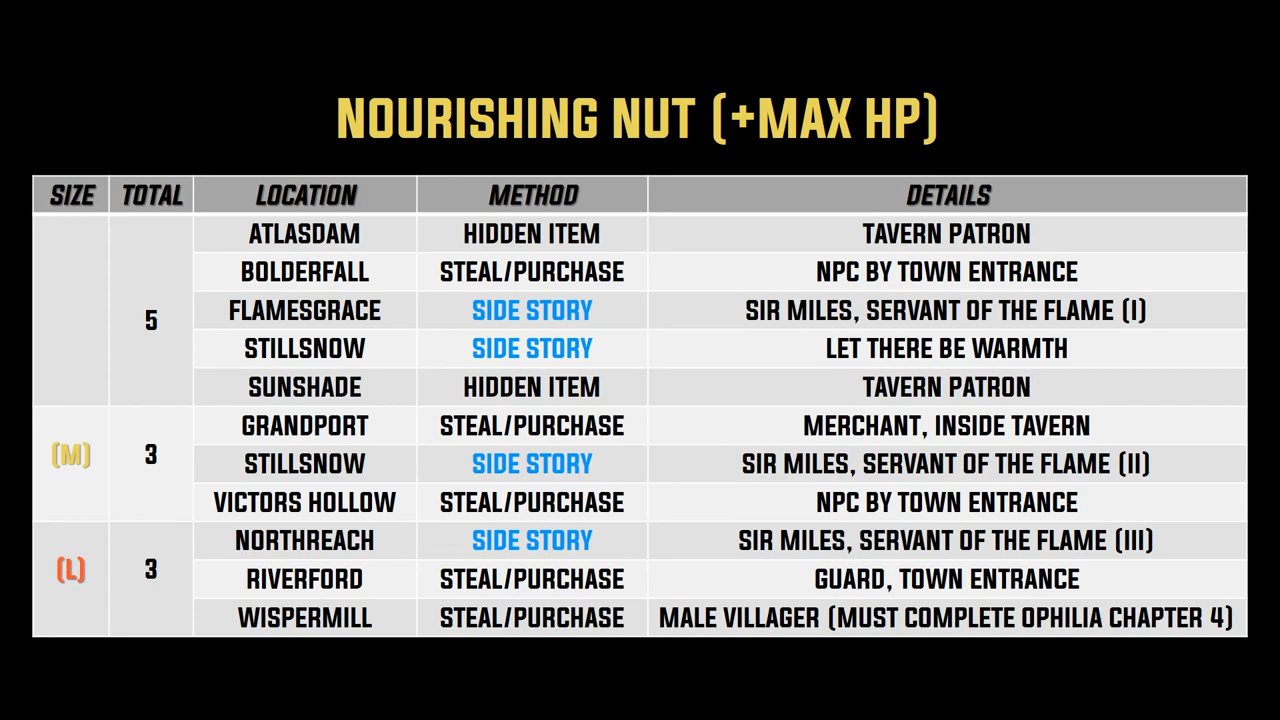 NOURISHING NUT (+MAX HP)
SIZE TOTAL LOCATION METHOD DETAILS
ATLASDAM HIDDEN ITEM TAVERN PATRON
BOLDERFALL STEAL/PURCHASE NPC BY TOWN ENTRANCE
5 FLAMESGRACE SIDE STORY SIR MILES, SERVANT OF THE FLAME (I)
STILLSNOW SIDE STORY LET THERE BE WARMTH
SUNSHADE HIDDEN ITEM TAVERN PATRON
GRANDPORT STEAL/PURCHASE MERCHANT, INSIDE TAVERN
(M) 3 STILLSNOW SIDE STORY SIR MILES, SERVANT OF THE FLAME (II)
VICTORS HOLLOW STEAL/PURCHASE NPC BY TOWN ENTRANCE
NORTHREACH SIDE STORY SIR MILES, SERVANT OF THE FLAME (III)
(L) 3 RIVERFORD STEAL/PURCHASE GUARD, TOWN ENTRANCE
WISPERMILL STEAL/PURCHASE MALE VILLAGER (MUST COMPLETE OPHILIA CHAPTER 4)